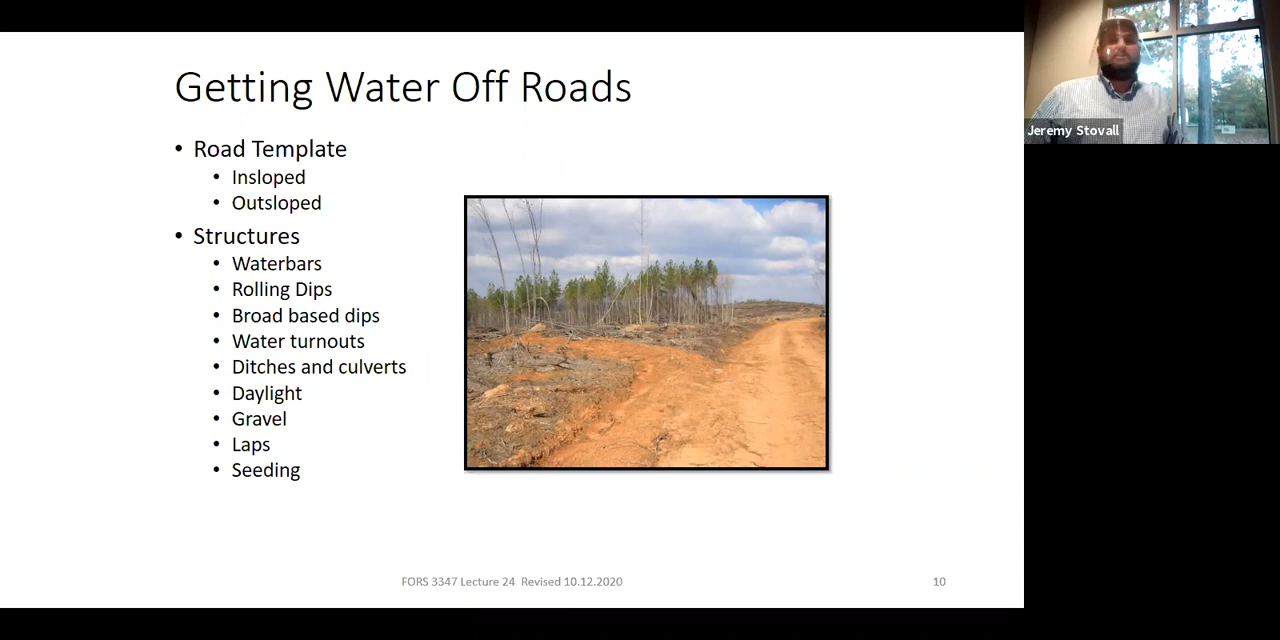 Getting Water Off Roads
• Road Template
• Insloped
• Outsloped
• Structures
• Waterbars
• Rolling Dips
• Broad based dips
• Water turnouts
• Ditches and culverts
• Daylight
• Gravel
• Laps
• Seeding
FORS 3347 Lecture 24 Revised 10.12.2020
10
Jeremy Stovall